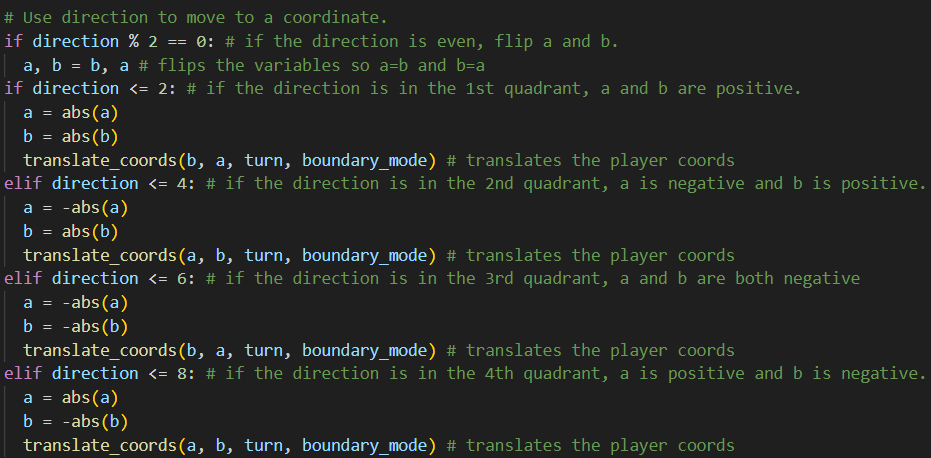 # Use direction to move to a coordinate.
if direction % 2 == 0: # if the direction is even, flip a and b.
  a, b = b, a # flips the variables so a=b and b=a
if direction <= 2: # if the direction is in the 1st quadrant, a and b are positive.
  a = abs(a)
  b = abs(b)
  translate_coords(b, a, turn, boundary_mode) # translates the player coords
elif direction <= 4: # if the direction is in the 2nd quadrant, a is negative and b is positive.
  a = -abs(a)
  b = abs(b)
  translate_coords(a, b, turn, boundary_mode) # translates the player coords
elif direction <= 6: # if the direction is in the 3rd quadrant, a and b are both negative
  a = -abs(a)
  b = -abs(b)
  translate_coords(b, a, turn, boundary_mode) # translates the player coords
elif direction <= 8: # if the direction is in the 4th quadrant, a is positive and b is negative.
  a = abs(a)
  b = -abs(b)
  translate_coords(a, b, turn, boundary_mode) # translates the player coords